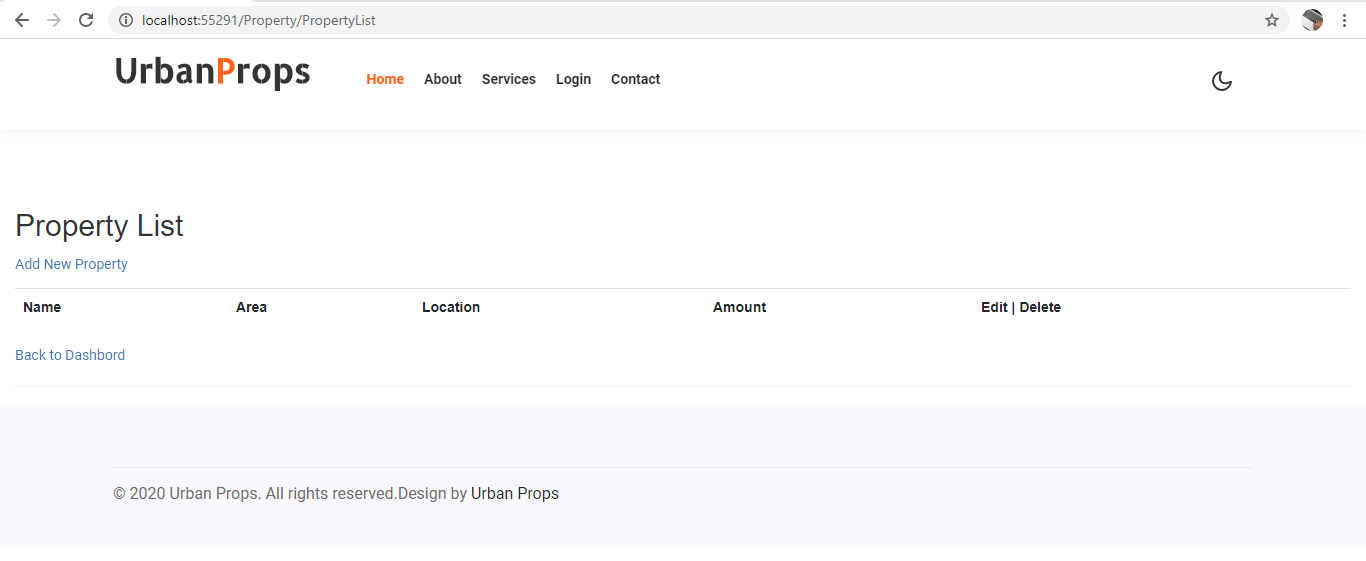 localhost:55291/Property/PropertyList
UrbanProps Home About Services Login Contact
Property List
Add New Property
Name Area Location Amount Edit | Delete
Back to Dashbord
© 2020 Urban Props. All rights reserved.Design by Urban Props